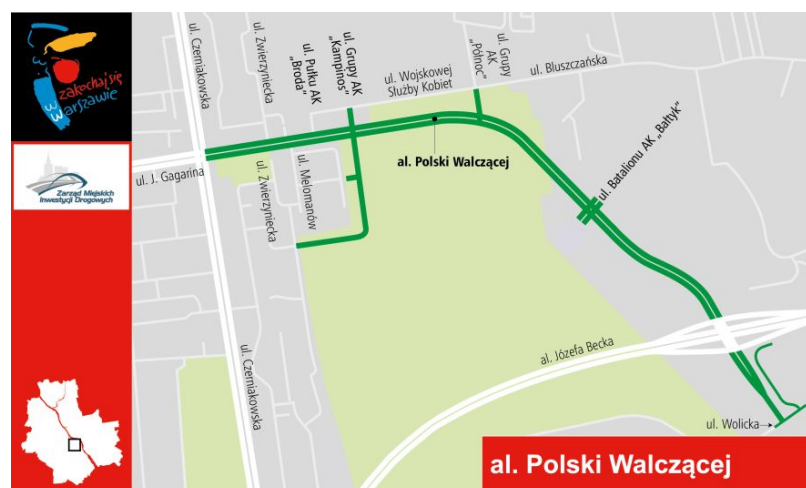 zakochaj się
w Warszawie
Zarząd Miejskich
Inwestycji Drogowych
ul. Czerniakowska
ul. Zwierzyniecka
ul. Pułku AK
„Broda”
ul. Grupy AK
„Kampinos”
ul. Wojskowej
Służby Kobiet
ul. Grupy
AK
„Północ”
ul. Bluszczańska
ul. J. Gagarina
ul. Zwierzyniecka
ul. Melomanów
al. Polski Walczącej
ul. Batalionu AK „Bałtyk”
ul. Czerniakowska
al. Józefa Becka
ul. Wolicka
al. Polski Walczącej